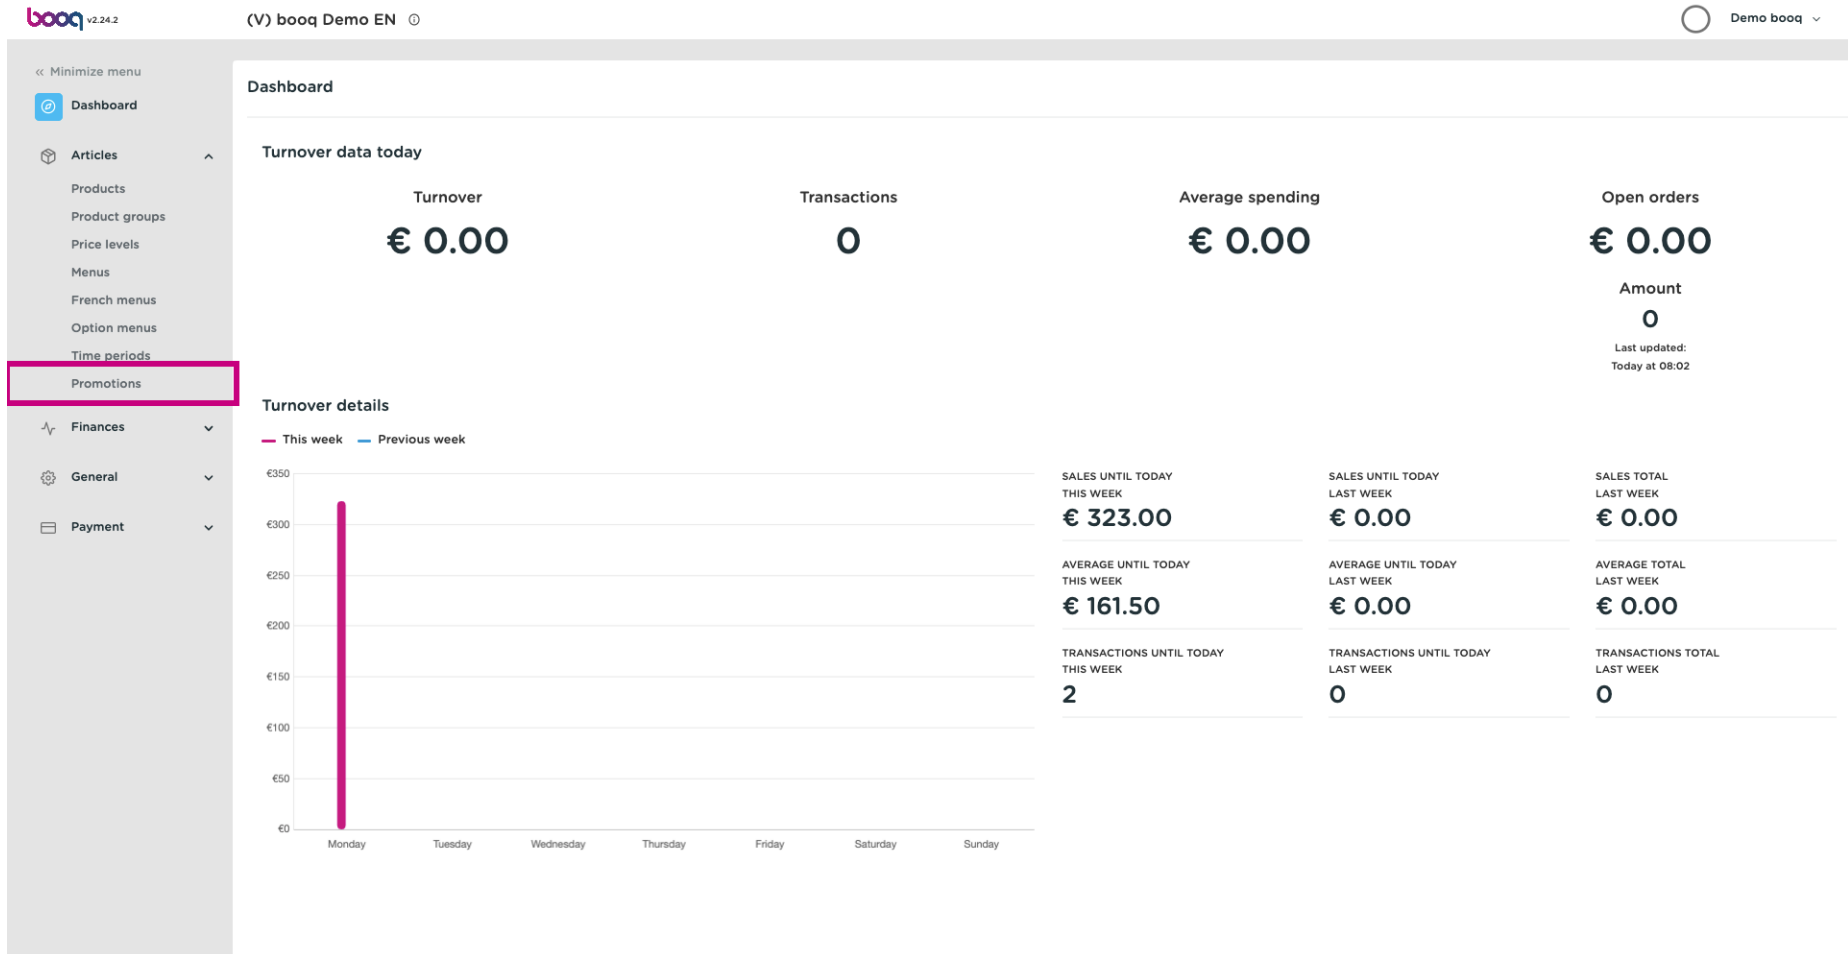 booq v2.24.2
(V) booq Demo EN
Demo booq
« Minimize menu
Dashboard
Articles
Products
Product groups
Price levels
Menus
French menus
Option menus
Time periods
Promotions
Finances
General
Payment
Dashboard
Turnover data today
Turnover
€ 0.00
Transactions
0
Average spending
€ 0.00
Open orders
€ 0.00
Amount
0
Last updated:
Today at 08:02
Turnover details
This week
Previous week
€350
€300
€250
€200
€150
€100
€50
€0
Monday
Tuesday
Wednesday
Thursday
Friday
Saturday
Sunday
SALES UNTIL TODAY
THIS WEEK
€ 323.00
SALES UNTIL TODAY
LAST WEEK
€ 0.00
SALES TOTAL
LAST WEEK
€ 0.00
AVERAGE UNTIL TODAY
THIS WEEK
€ 161.50
AVERAGE UNTIL TODAY
LAST WEEK
€ 0.00
AVERAGE TOTAL
LAST WEEK
€ 0.00
TRANSACTIONS UNTIL TODAY
THIS WEEK
2
TRANSACTIONS UNTIL TODAY
LAST WEEK
0
TRANSACTIONS TOTAL
LAST WEEK
0